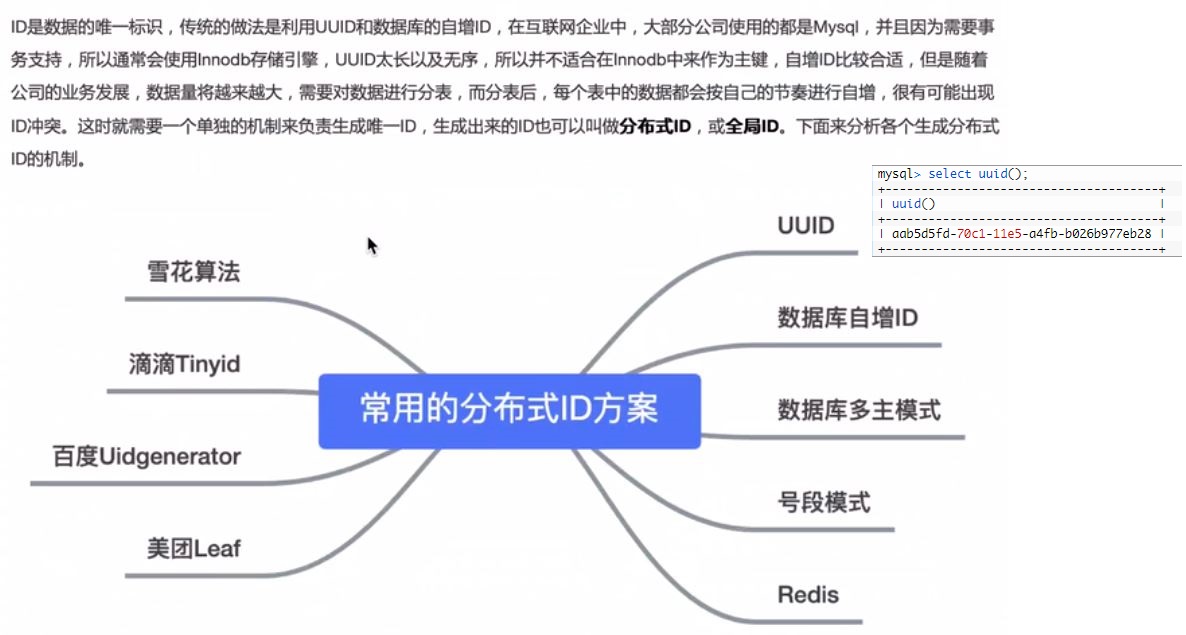 ID是数据的唯一标识，传统的做法是利用UUID和数据库的自增ID，在互联网企业中，大部分公司使用的都是Mysql，并且因为需要事
务支持，所以通常会使用Innodb存储引擎，UUID太长以及无序，所以并不适合在Innodb中来作为主键，自增ID比较合适，但是随着
公司的业务发展，数据量将越来越大，需要对数据进行分表，而分表后，每个表中的数据都会按自己的节奏进行自增，很有可能出现
ID冲突。这时就需要一个单独的机制来负责生成唯一ID，生成出来的ID也可以叫做分布式ID，或全局ID。下面来分析各个生成分布式
ID的机制。
mysql> select uuid();
+--------------------------------------+
| uuid()                               |
+--------------------------------------+
| aab5d5fd-70c1-11e5-a4fb-b026b977eb28 |
+--------------------------------------+
常用的分布式ID方案
UUID
数据库自增ID
数据库多主模式
号段模式
Redis
雪花算法
滴滴Tinyid
百度Uidgenerator
美团Leaf